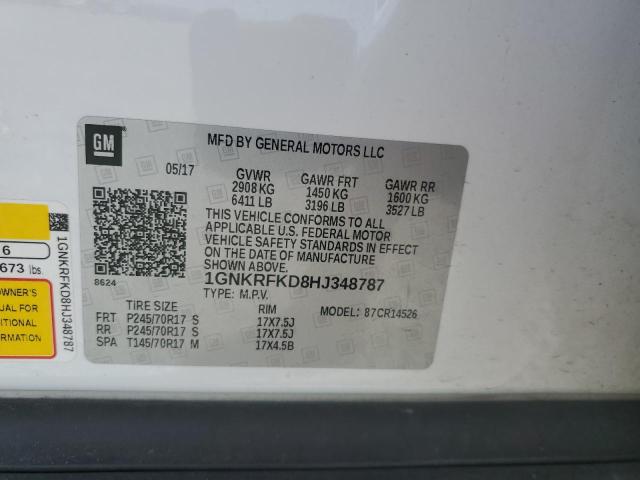 GM
MFD BY GENERAL MOTORS LLC
05/17
GVWR GAWR FRT GAWR RR
2908 KG 1450 KG 1600 KG
6411 LB 3196 LB 3527 LB
THIS VEHICLE CONFORMS TO ALL
APPLICABLE U.S. FEDERAL MOTOR
VEHICLE SAFETY STANDARDS IN EFFECT
ON THE DATE OF MANUFACTURE
SHOWN ABOVE.
8624
1GNKRFKD8HJ348787
TYPE: M.P.V.
TIRE SIZE RIM MODEL: 87CR14526
FRT P245/70R17 S 17X7.5J
RR P245/70R17 S 17X7.5J
SPA T145/70R17 M 17X4.5B
6
673 lbs.
OWNER'S
UAL FOR
ITIONAL
RMATION
1GNKRFKD8HJ348787